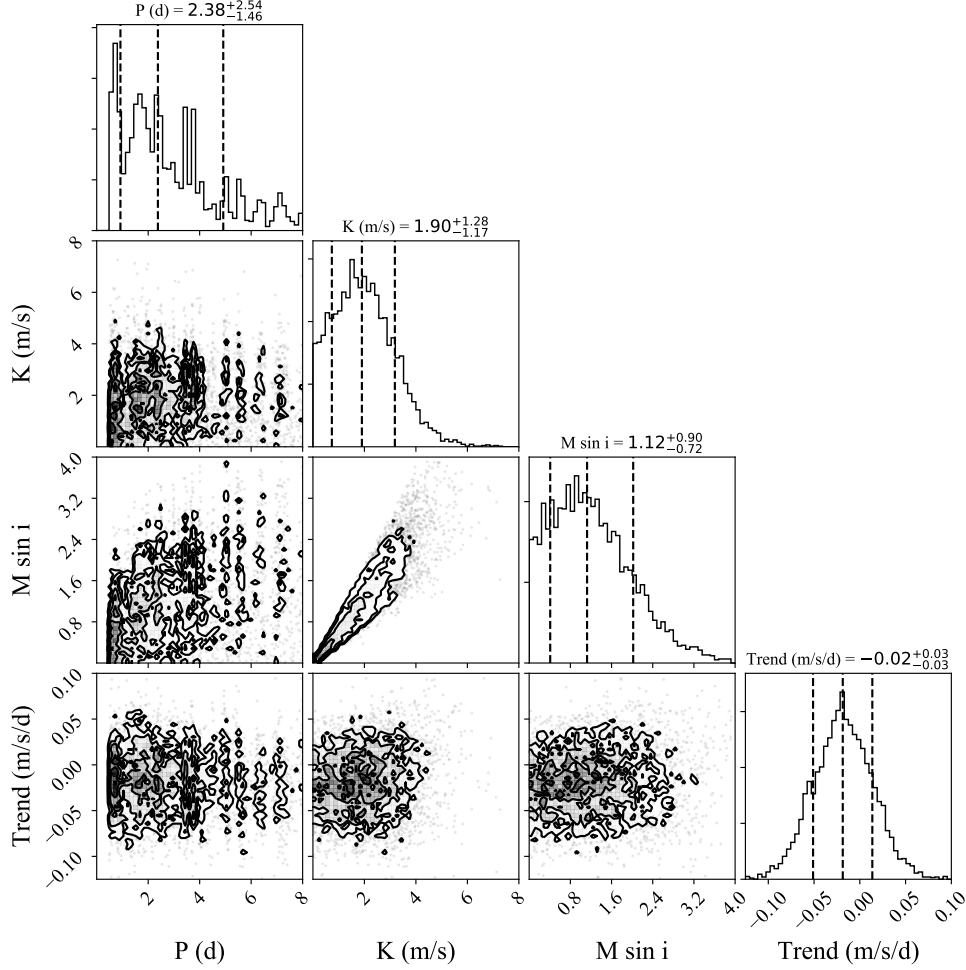 P (d) = 2.38+2.54−1.46
K (m/s) = 1.90+1.28−1.17
8
6
4
2
K (m/s)
M sin i = 1.12+0.90−0.72
4.0
3.2
2.4
1.6
0.8
M sin i
Trend (m/s/d) = −0.02+0.03−0.03
0.10
0.05
0.00
−0.05
−0.10
Trend (m/s/d)
2 4 6 8 2 4 6 8 0.8 1.6 2.4 3.2 4.0 −0.10 −0.05 0.00 0.05 0.10
P (d) K (m/s) M sin i Trend (m/s/d)